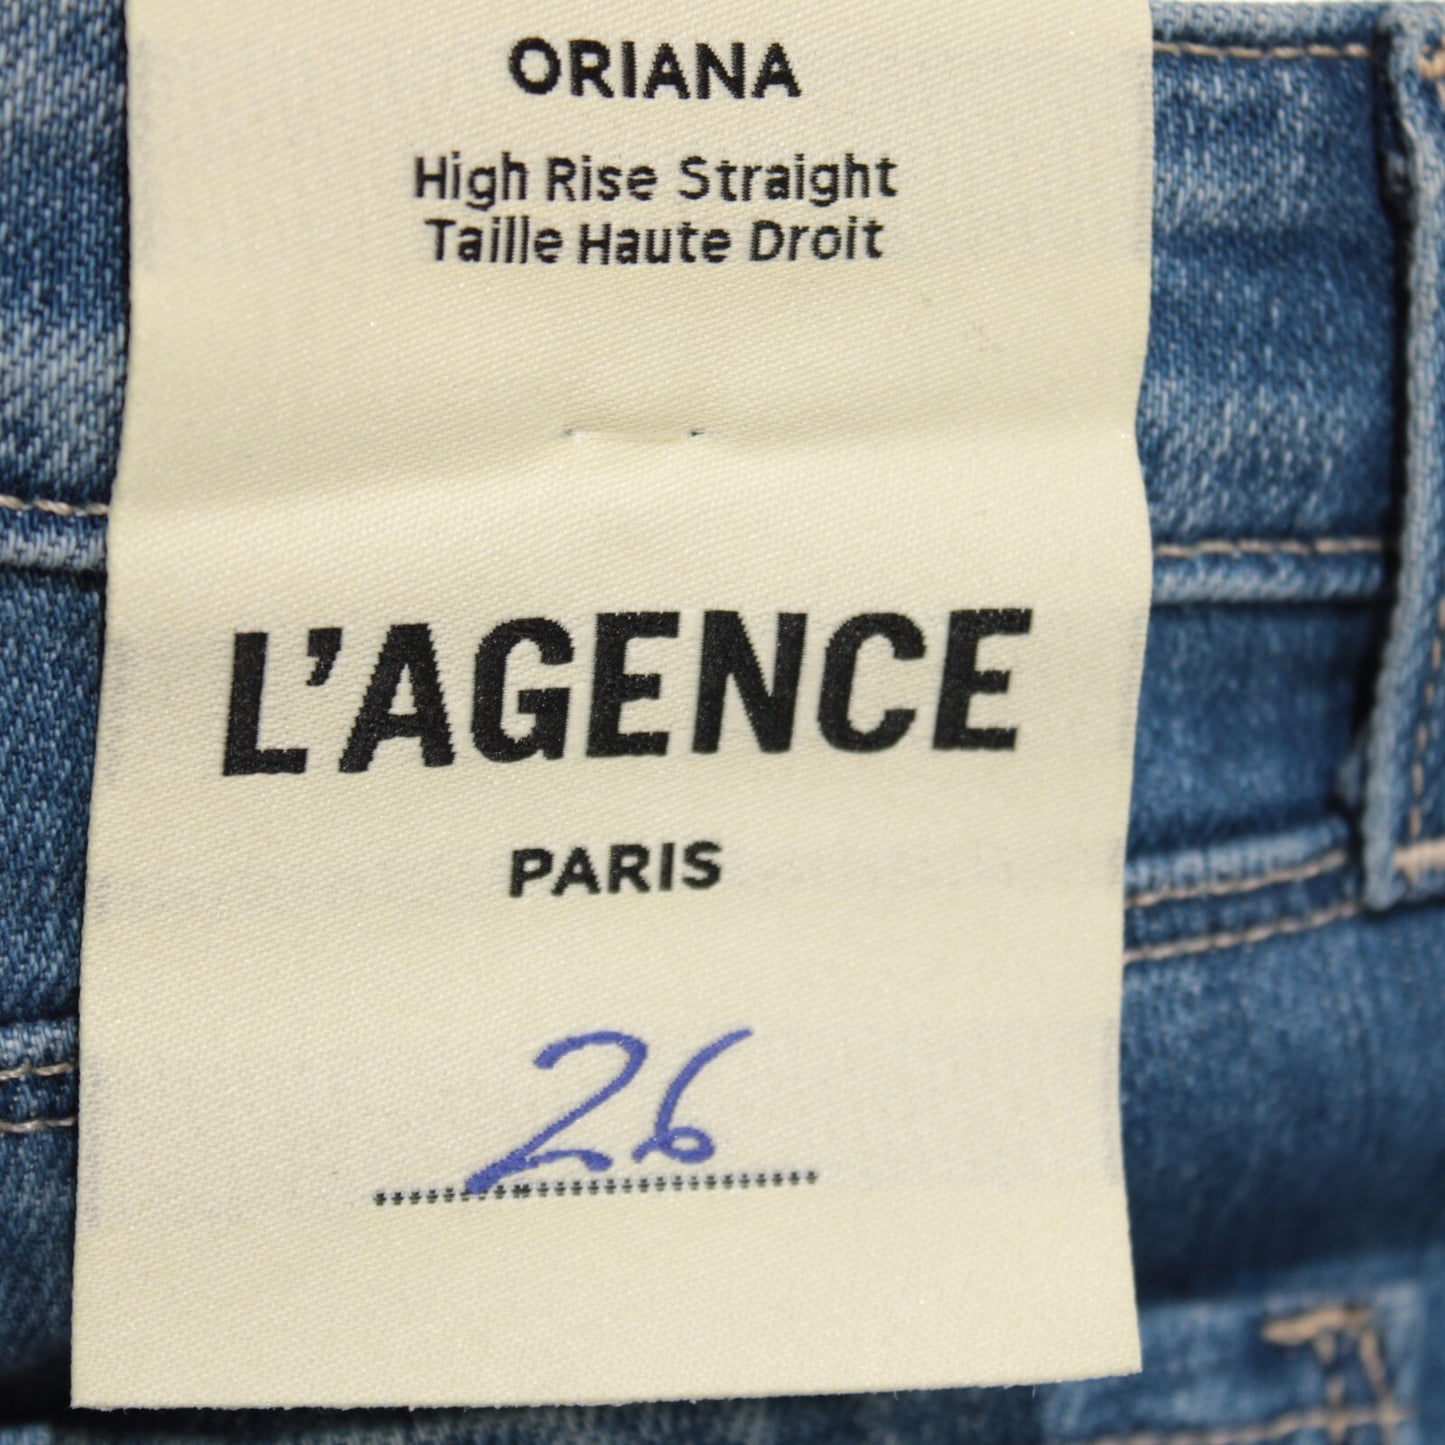 ORIANA
High Rise Straight
Taille Haute Droit
L'AGENCE
PARIS
26